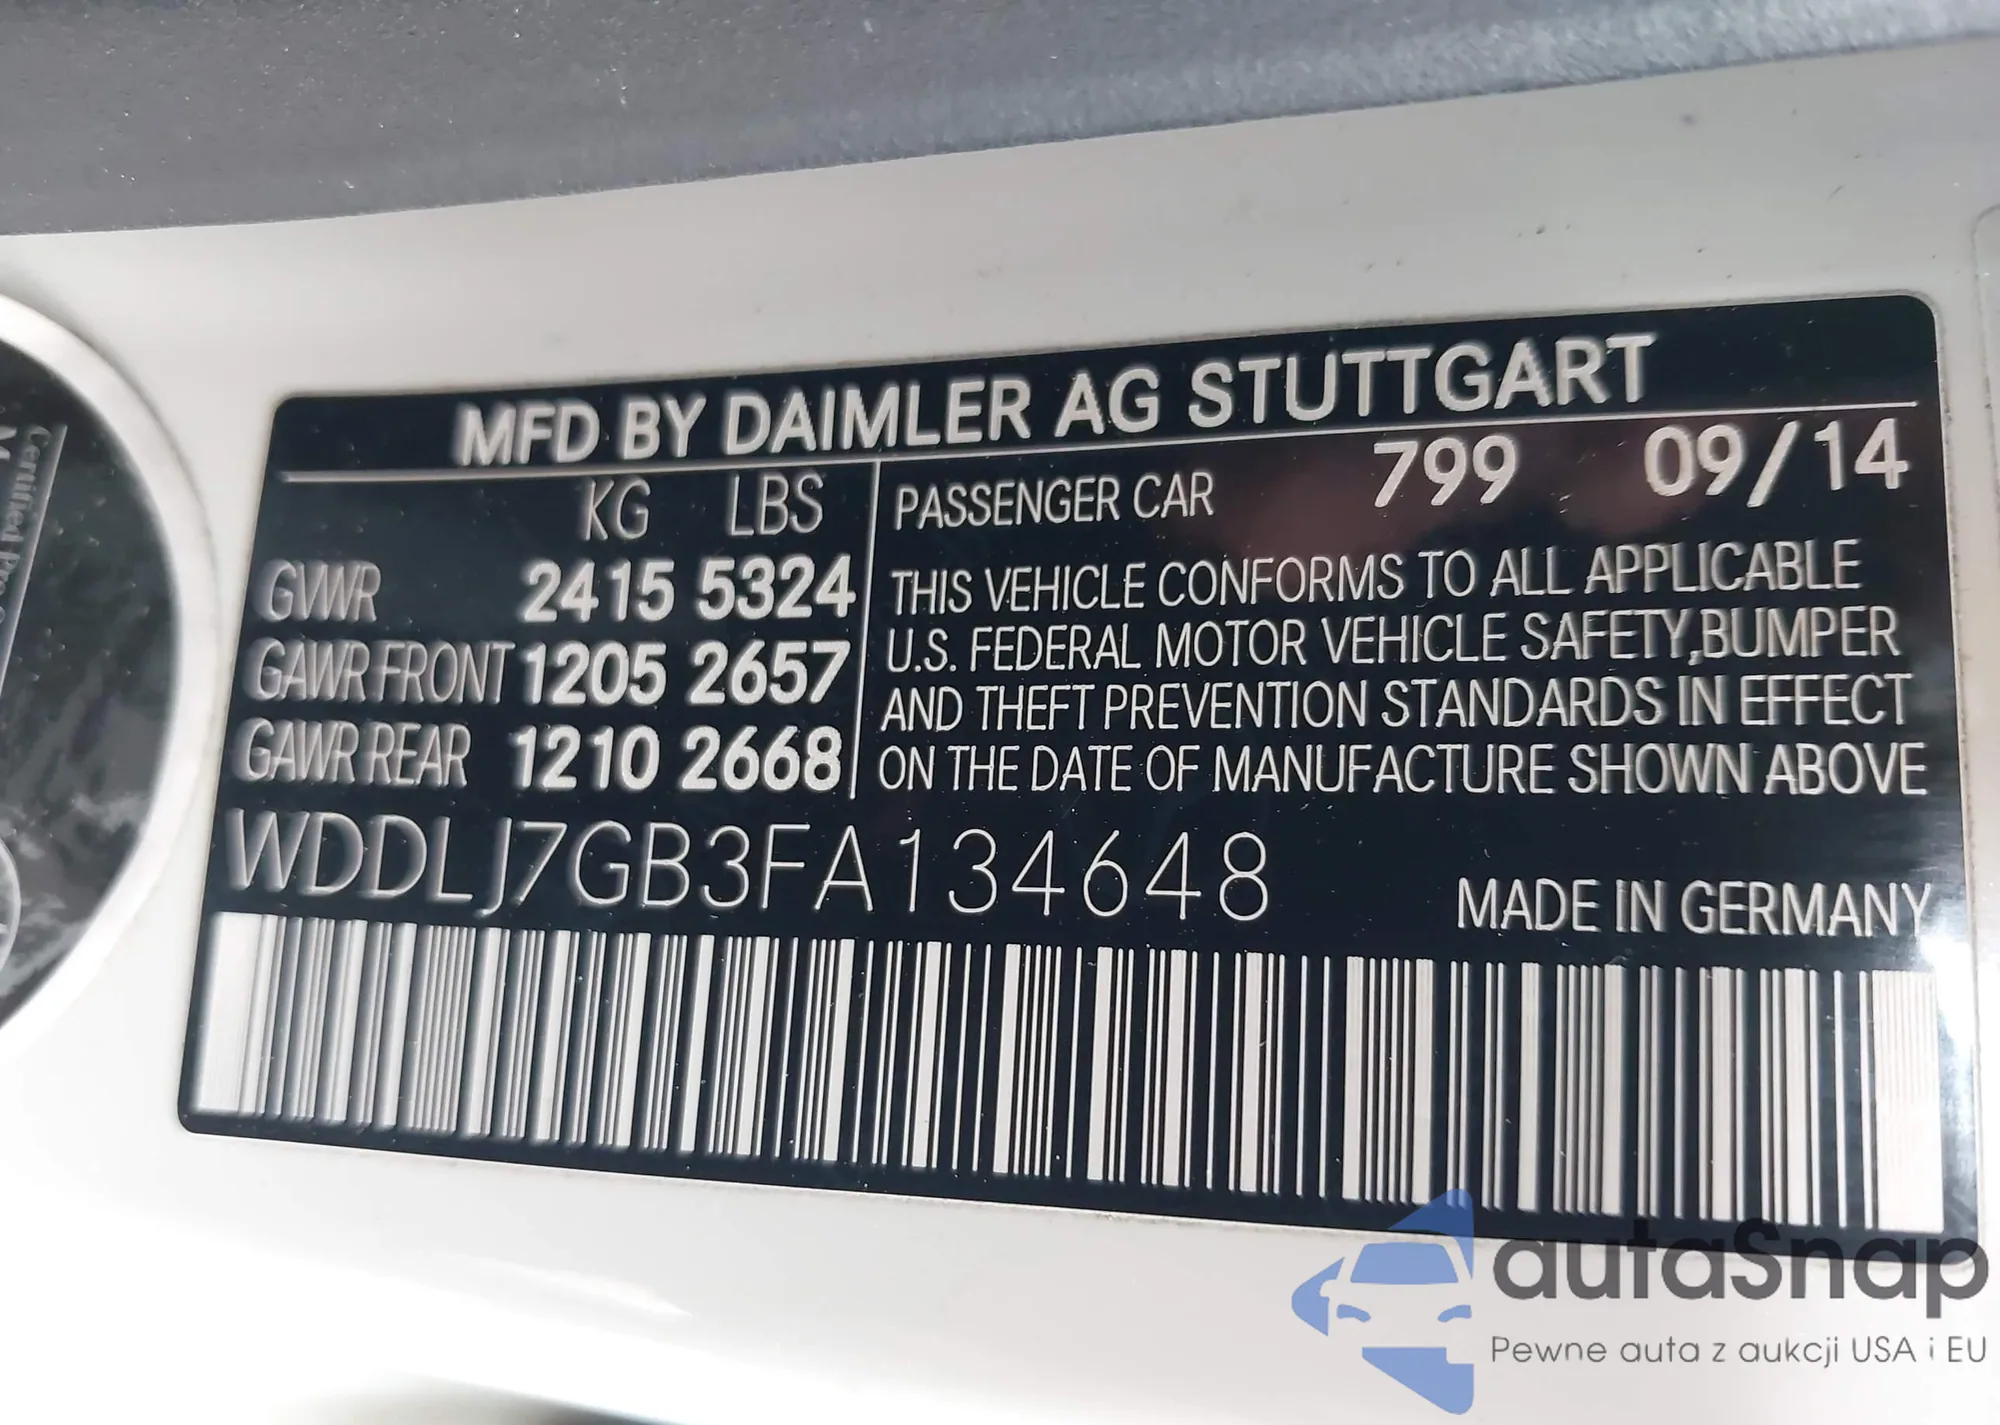 MFD BY DAIMLER AG STUTTGART
KG LBS
GVWR 2415 5324
GAWR FRONT 1205 2657
GAWR REAR 1210 2668
PASSENGER CAR 799 09/14
THIS VEHICLE CONFORMS TO ALL APPLICABLE
U.S. FEDERAL MOTOR VEHICLE SAFETY,BUMPER
AND THEFT PREVENTION STANDARDS IN EFFECT
ON THE DATE OF MANUFACTURE SHOWN ABOVE
WDDLJ7GB3FA134648
MADE IN GERMANY
Certified
autaSnap
Pewne auta z aukcji USA i EU